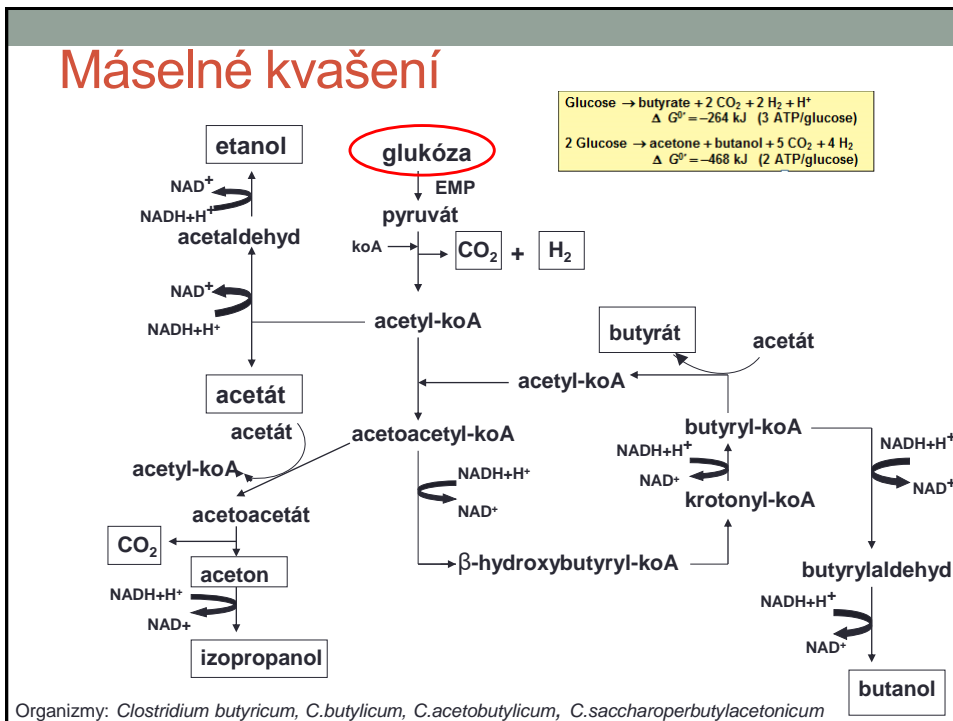 Máselné kvašení
Glucose → butyrate + 2 CO₂ + 2 H₂ + H⁺
Δ G⁰' = –264 kJ (3 ATP/glucose)
2 Glucose → acetone + butanol + 5 CO₂ + 4 H₂
Δ G⁰' = –468 kJ (2 ATP/glucose)
etanol
glukóza
NAD⁺
EMP
NADH+H⁺
pyruvát
acetaldehyd
koA
CO₂ + H₂
NAD⁺
NADH+H⁺
acetyl-koA
butyrát
acetát
acetyl-koA
acetát
acetát
acetoacetyl-koA
butyryl-koA
NADH+H⁺
NADH+H⁺
acetyl-koA
NADH+H⁺
NAD⁺
NAD⁺
NAD⁺
krotonyl-koA
acetoacetát
CO₂
aceton
β-hydroxybutyryl-koA
butyrylaldehyd
NADH+H⁺
NADH+H⁺
NAD+
NAD⁺
izopropanol
butanol
Organizmy: Clostridium butyricum, C.butylicum, C.acetobutylicum, C.saccharoperbutylacetonicum